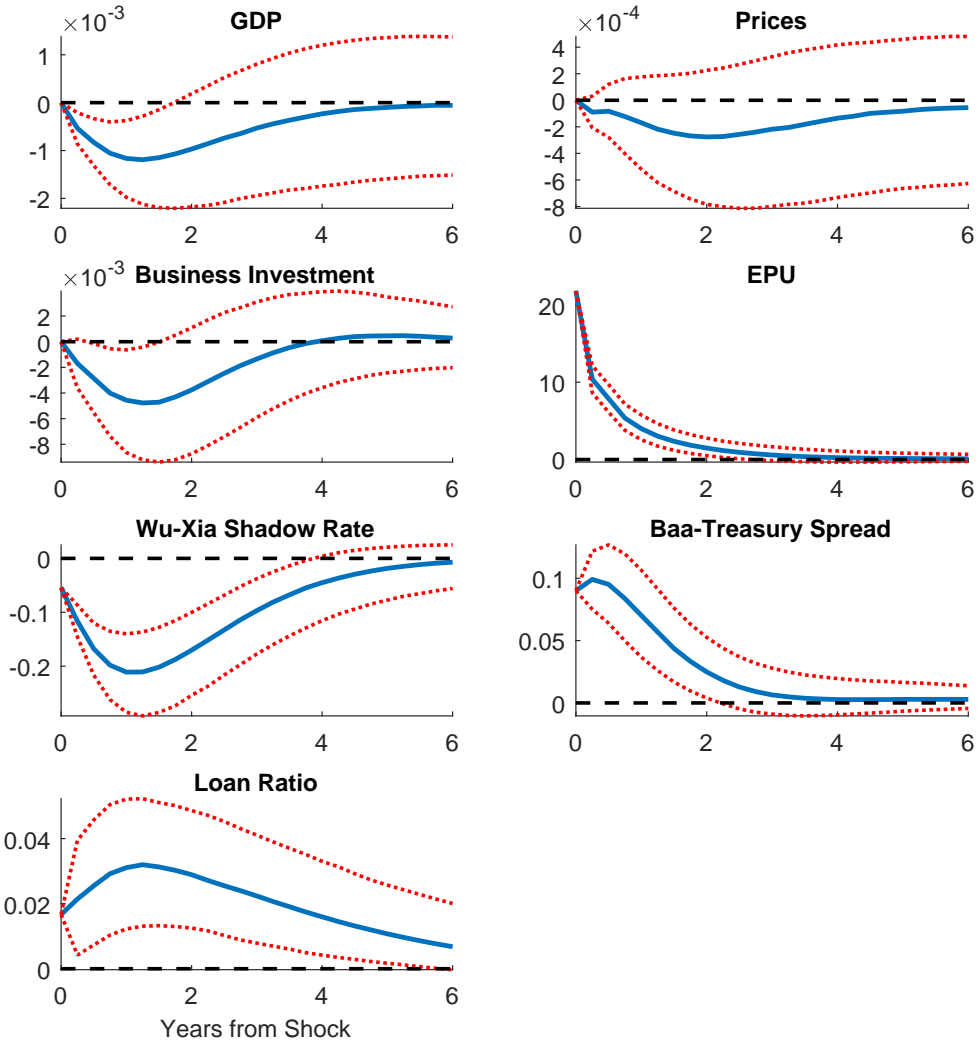 GDP
×10-3
1
0
-1
-2
0 2 4 6
Prices
×10-4
4
2
0
-2
-4
-6
-8
0 2 4 6
Business Investment
×10-3
2
0
-2
-4
-6
-8
0 2 4 6
EPU
20
10
0
0 2 4 6
Wu-Xia Shadow Rate
0
-0.1
-0.2
0 2 4 6
Baa-Treasury Spread
0.1
0.05
0
0 2 4 6
Loan Ratio
0.04
0.02
0
0 2 4 6
Years from Shock